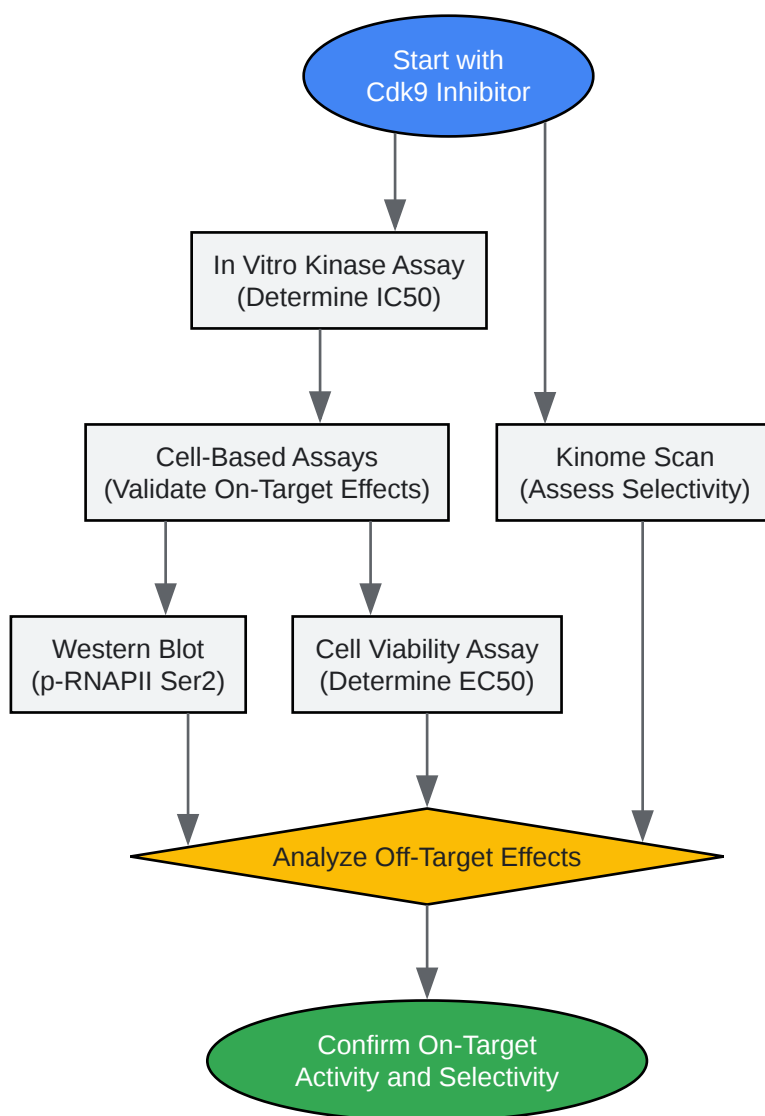 Start with
Cdk9 Inhibitor
In Vitro Kinase Assay
(Determine IC50)
Cell-Based Assays
(Validate On-Target Effects)
Kinome Scan
(Assess Selectivity)
Western Blot
(p-RNAPII Ser2)
Cell Viability Assay
(Determine EC50)
Analyze Off-Target Effects
Confirm On-Target
Activity and Selectivity